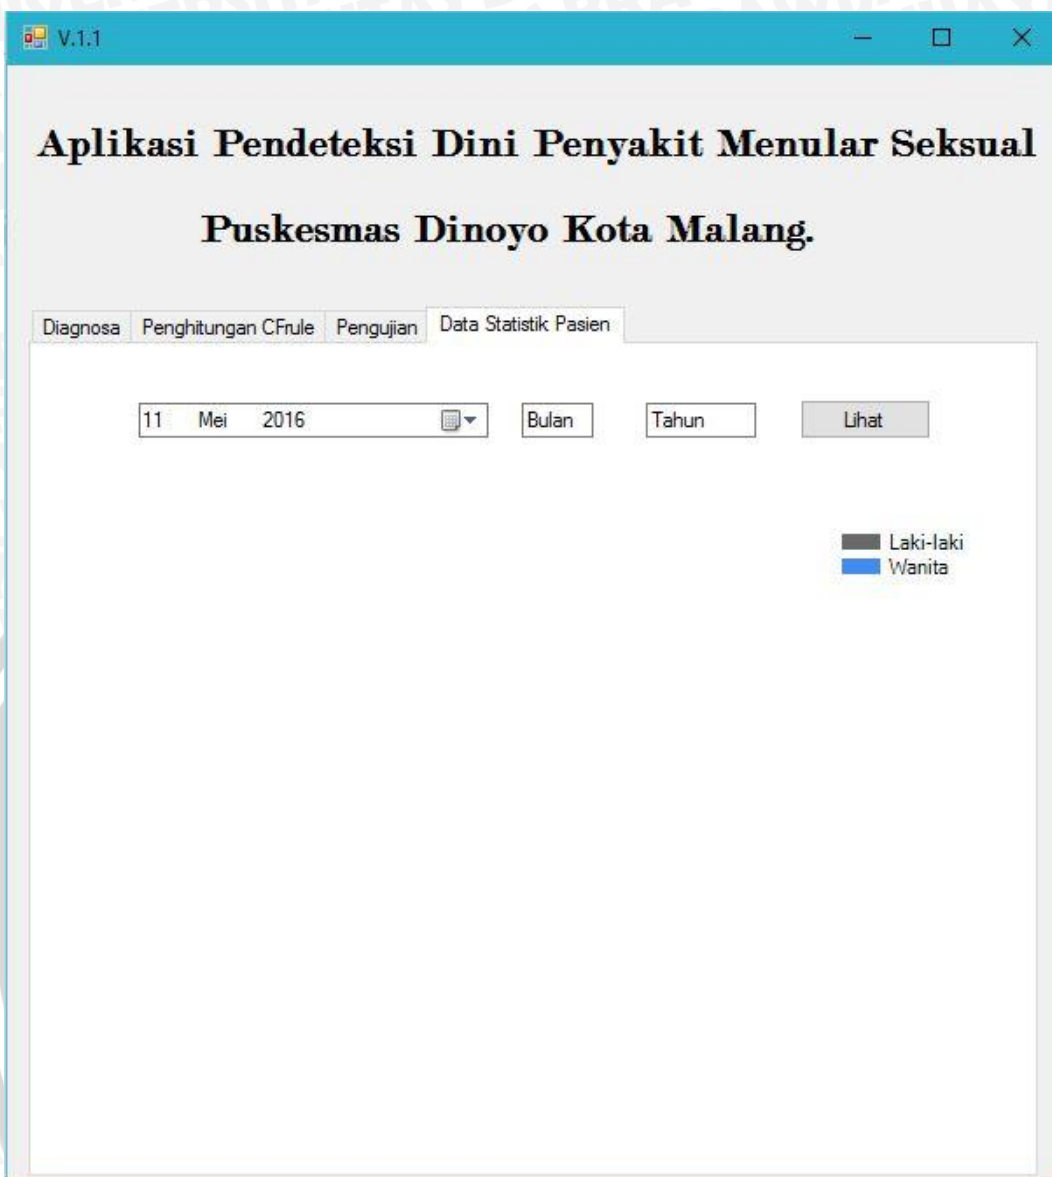 V.1.1
Aplikasi Pendeteksi Dini Penyakit Menular Seksual
Puskesmas Dinoyo Kota Malang.
Diagnosa Penghitungan CFrule Pengujian Data Statistik Pasien
11 Mei 2016 Bulan Tahun Lihat
Laki-laki
Wanita